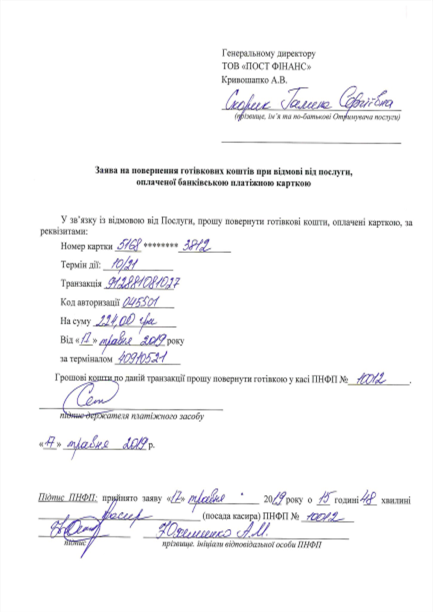 Генеральному директору
ТОВ «ПОСТ ФІНАНС»
Кривошапко А.В.
Скорик Галина Сергіївна
(прізвище, ім’я та по-батькові Отримувача послуги)
Заява на повернення готівкових коштів при відмові від послуги,
оплаченої банківською платіжною карткою
У зв’язку із відмовою від Послуги, прошу повернути готівкові кошти, оплачені карткою, за
реквізитами:
Номер картки 5168 ******** 3812
Термін дії: 10/21
Транзакція 912881081027
Код авторизації 045501
На суму 224,00 грн
Від «17» травня 2019 року
за терміналом 40910521
Грошові кошти по даній транзакції прошу повернути готівкою у касі ПНФП № 10012.
підпис держателя платіжного засобу
«17» травня 2019 р.
Підпис ПНФП: прийнято заяву «17» травня 2019 року о 15 годині 48 хвилині
Касир (посада касира) ПНФП № 10012
А.М.
підпис прізвище, ініціали відповідальної особи ПНФП